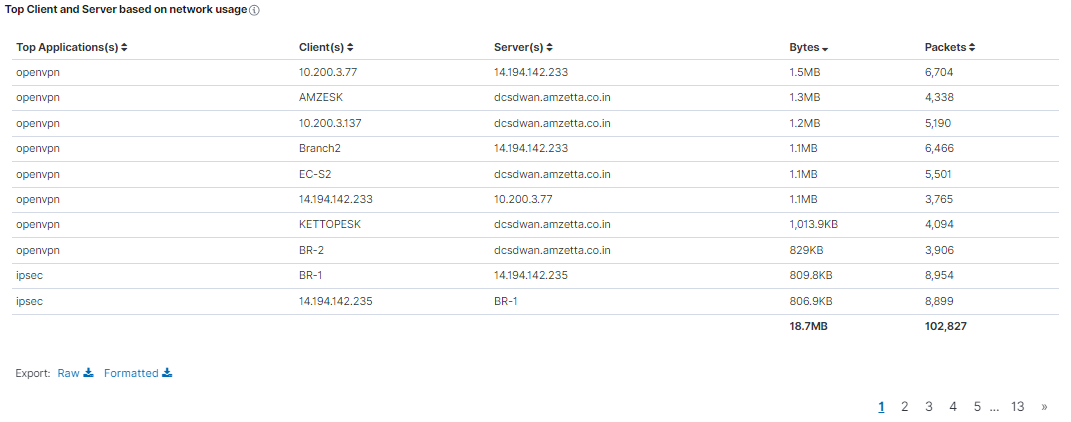 Top Client and Server based on network usage
Top Applications(s) Client(s) Server(s) Bytes Packets
openvpn 10.200.3.77 14.194.142.233 1.5MB 6,704
openvpn AMZESK dcsdwan.amzetta.co.in 1.3MB 4,338
openvpn 10.200.3.137 dcsdwan.amzetta.co.in 1.2MB 5,190
openvpn Branch2 14.194.142.233 1.1MB 6,466
openvpn EC-S2 dcsdwan.amzetta.co.in 1.1MB 5,501
openvpn 14.194.142.233 10.200.3.77 1.1MB 3,765
openvpn KETTOPESK dcsdwan.amzetta.co.in 1,013.9KB 4,094
openvpn BR-2 dcsdwan.amzetta.co.in 829KB 3,906
ipsec BR-1 14.194.142.235 809.8KB 8,954
ipsec 14.194.142.235 BR-1 806.9KB 8,899
18.7MB 102,827
Export: Raw Formatted
1 2 3 4 5 ... 13 »